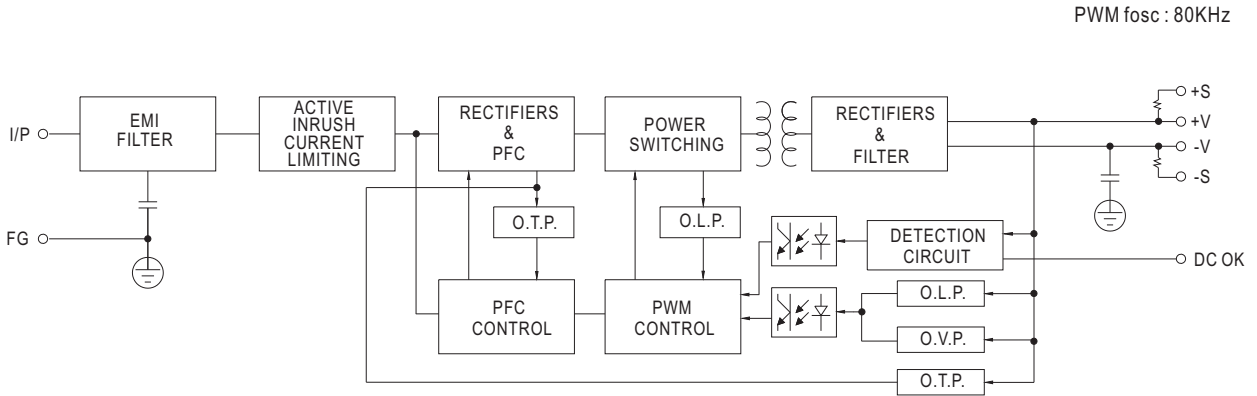 PWM fosc : 80KHz
I/P
EMI
FILTER
ACTIVE
INRUSH
CURRENT
LIMITING
RECTIFIERS
&
PFC
POWER
SWITCHING
RECTIFIERS
&
FILTER
+S
+V
-V
-S
FG
O.T.P.
O.L.P.
DETECTION
CIRCUIT
DC OK
PFC
CONTROL
PWM
CONTROL
O.L.P.
O.V.P.
O.T.P.